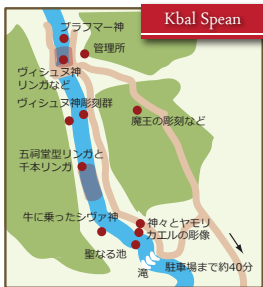 Kbal Spean
ブラフマー神
管理所
ヴィシュヌ神
リンガなど
ヴィシュヌ神彫刻群
魔王の彫刻など
五祠堂型リンガと
千本リンガ
牛に乗ったシヴァ神
神々とヤモリ
カエルの彫像
聖なる池
滝
駐車場まで約40分